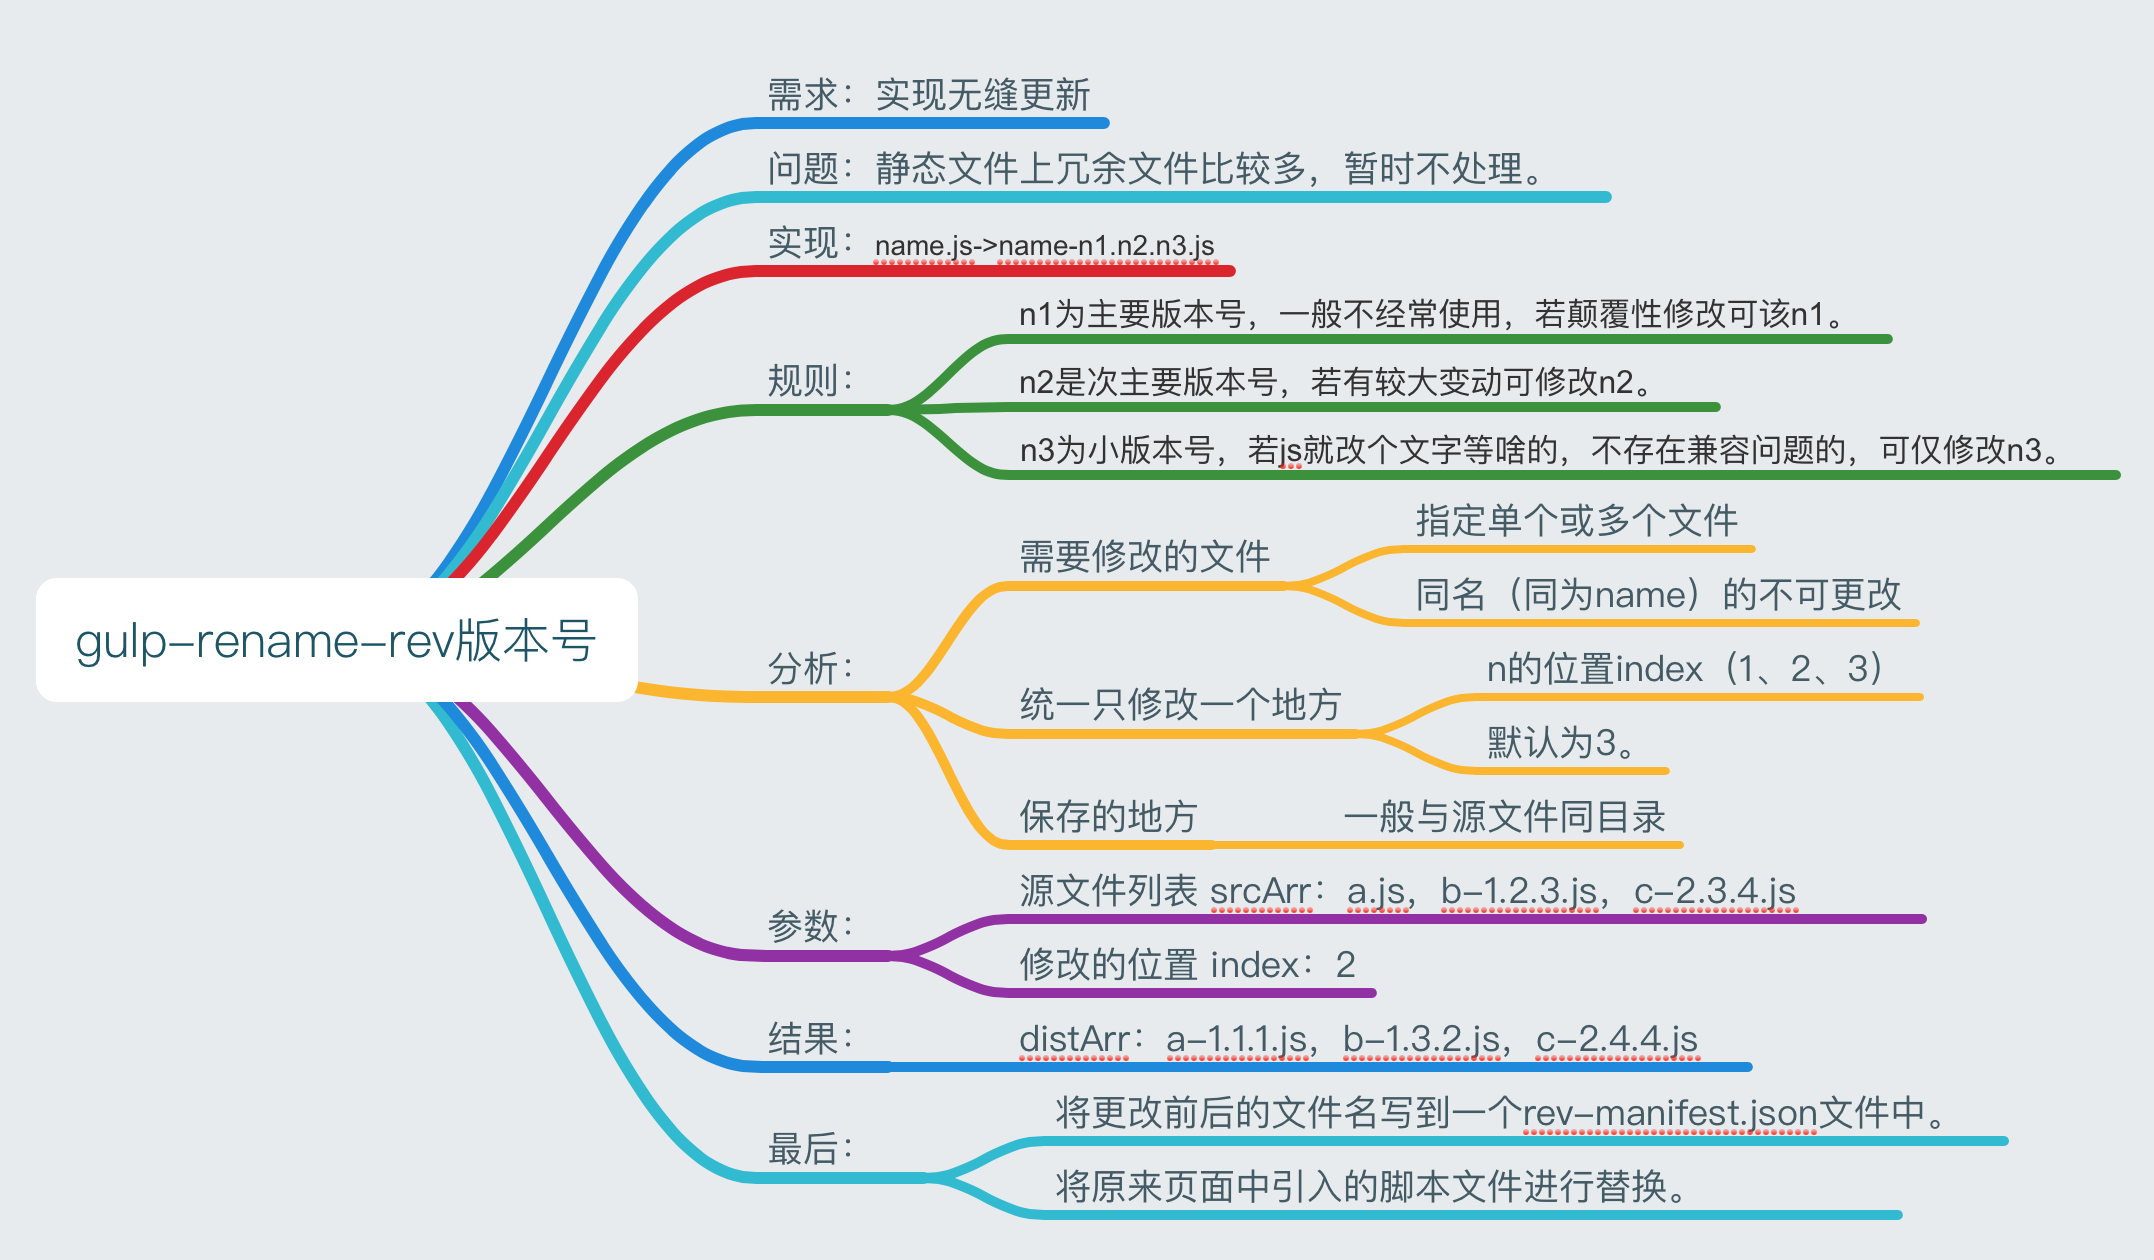 需求：实现无缝更新
问题：静态文件上冗余文件比较多，暂时不处理。
实现：name.js->name-n1.n2.n3.js
规则：
n1为主要版本号，一般不经常使用，若颠覆性修改可该n1。
n2是次主要版本号，若有较大变动可修改n2。
n3为小版本号，若js就改个文字等啥的，不存在兼容问题的，可仅修改n3。
gulp-rename-rev版本号
分析：
需要修改的文件
指定单个或多个文件
同名（同为name）的不可更改
统一只修改一个地方
n的位置index（1、2、3）
默认为3。
保存的地方
一般与源文件同目录
参数：
源文件列表 srcArr：a.js，b-1.2.3.js，c-2.3.4.js
修改的位置 index：2
结果：
distArr：a-1.1.1.js，b-1.3.2.js，c-2.4.4.js
最后：
将更改前后的文件名写到一个rev-manifest.json文件中。
将原来页面中引入的脚本文件进行替换。